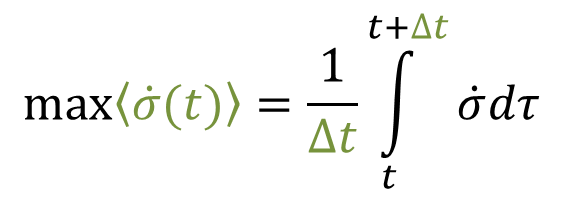 max⟨σ̇(t)⟩ = 1/Δt ∫_t^{t+Δt} σ̇dτ